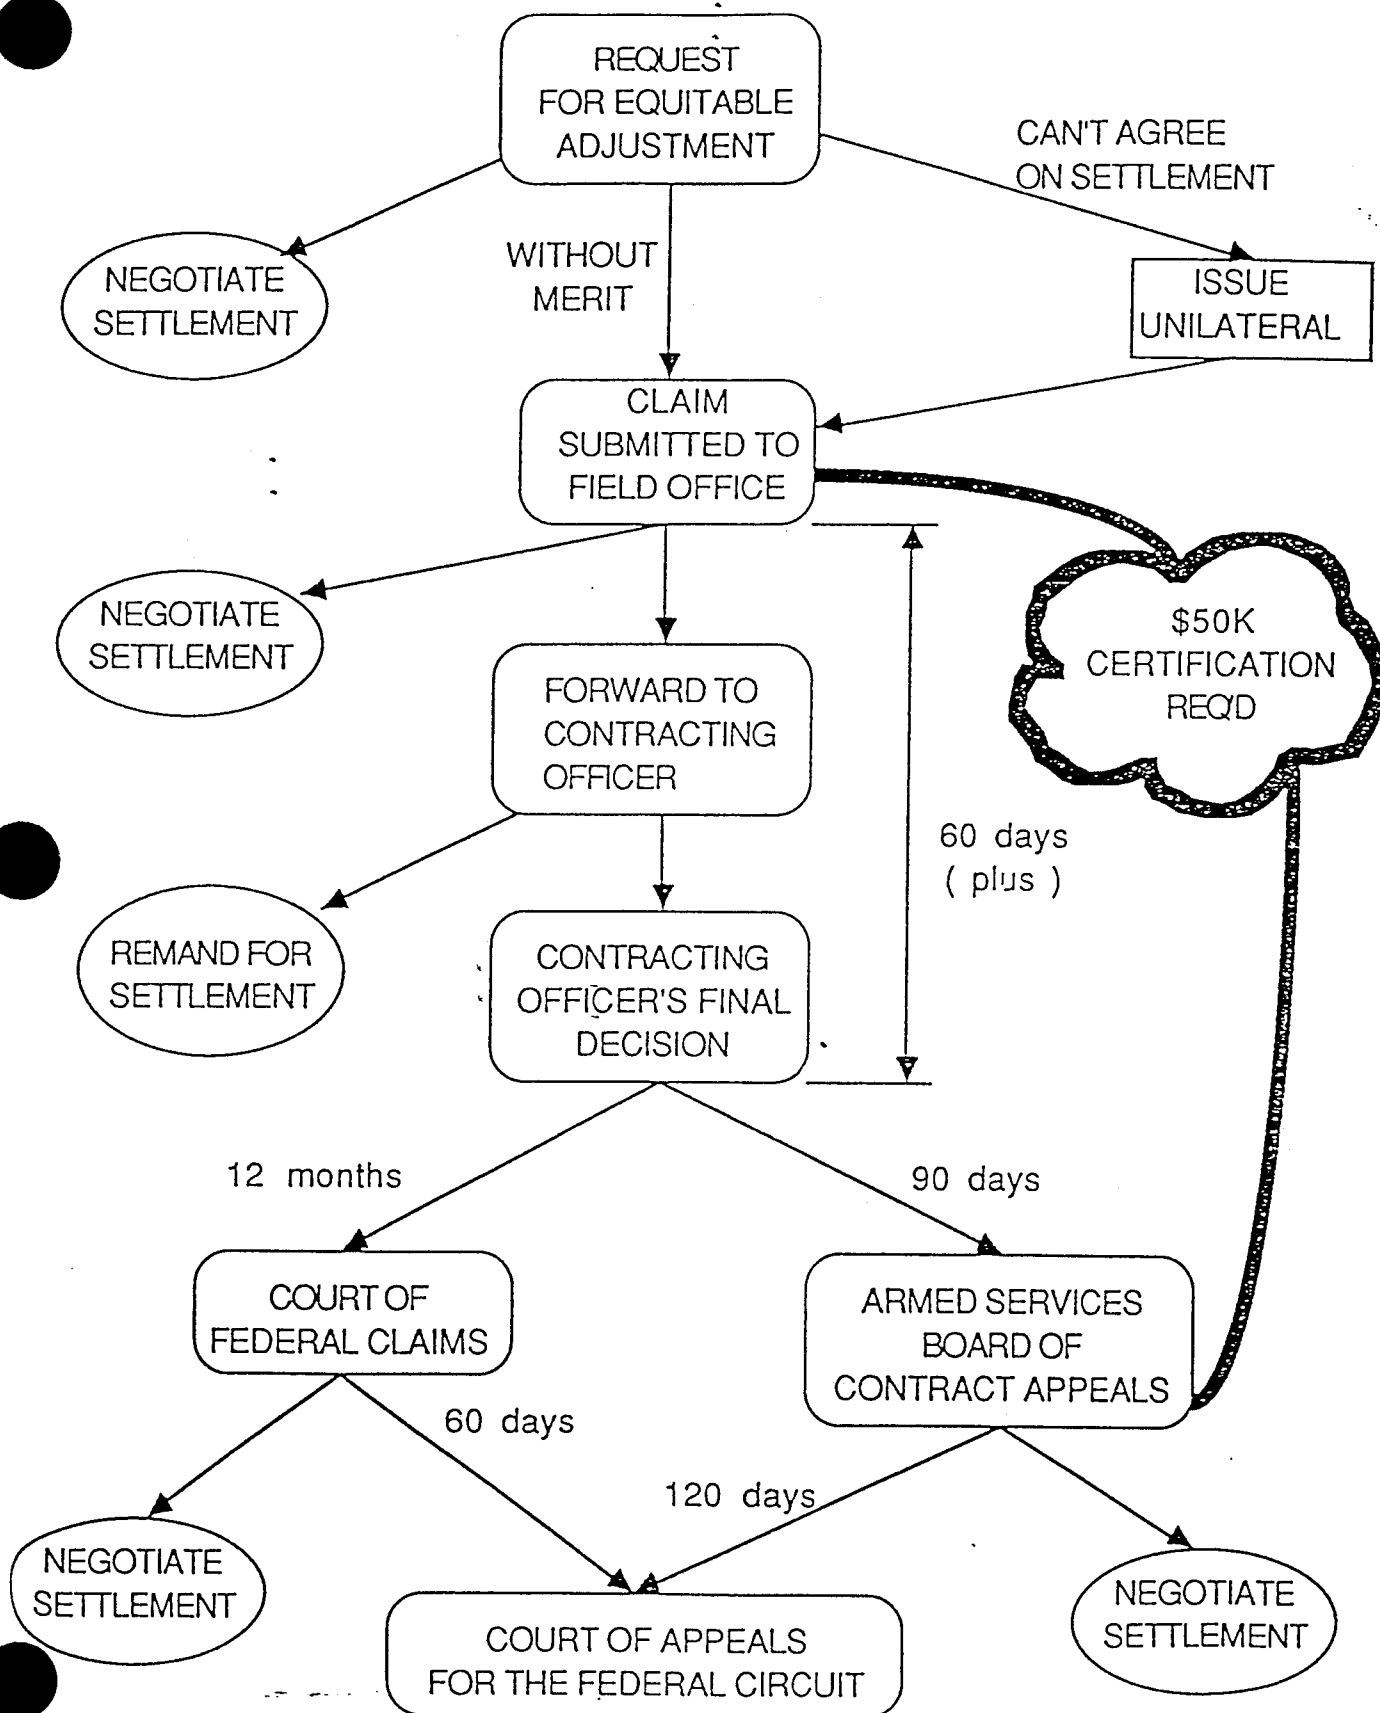 REQUEST
FOR EQUITABLE
ADJUSTMENT
CAN'T AGREE
ON SETTLEMENT
WITHOUT
MERIT
NEGOTIATE
SETTLEMENT
ISSUE
UNILATERAL
CLAIM
SUBMITTED TO
FIELD OFFICE
NEGOTIATE
SETTLEMENT
$50K
CERTIFICATION
REQ'D
FORWARD TO
CONTRACTING
OFFICER
60 days
( plus )
REMAND FOR
SETTLEMENT
CONTRACTING
OFFICER'S FINAL
DECISION
12 months
90 days
COURT OF
FEDERAL CLAIMS
ARMED SERVICES
BOARD OF
CONTRACT APPEALS
60 days
120 days
NEGOTIATE
SETTLEMENT
COURT OF APPEALS
FOR THE FEDERAL CIRCUIT
NEGOTIATE
SETTLEMENT